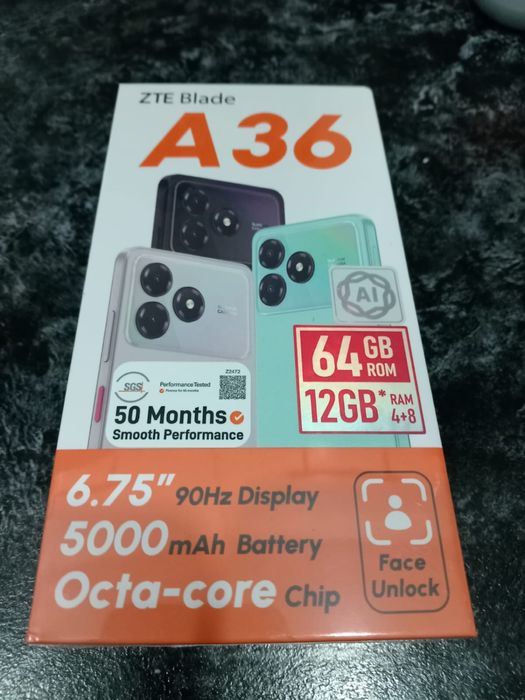 ZTE Blade
A36
AI
64 GB ROM
12GB* RAM 4+8
SGS
Performance Tested
Z2472
50 Months
Smooth Performance
6.75" 90Hz Display
5000mAh Battery
Octa-core Chip
Face
Unlock